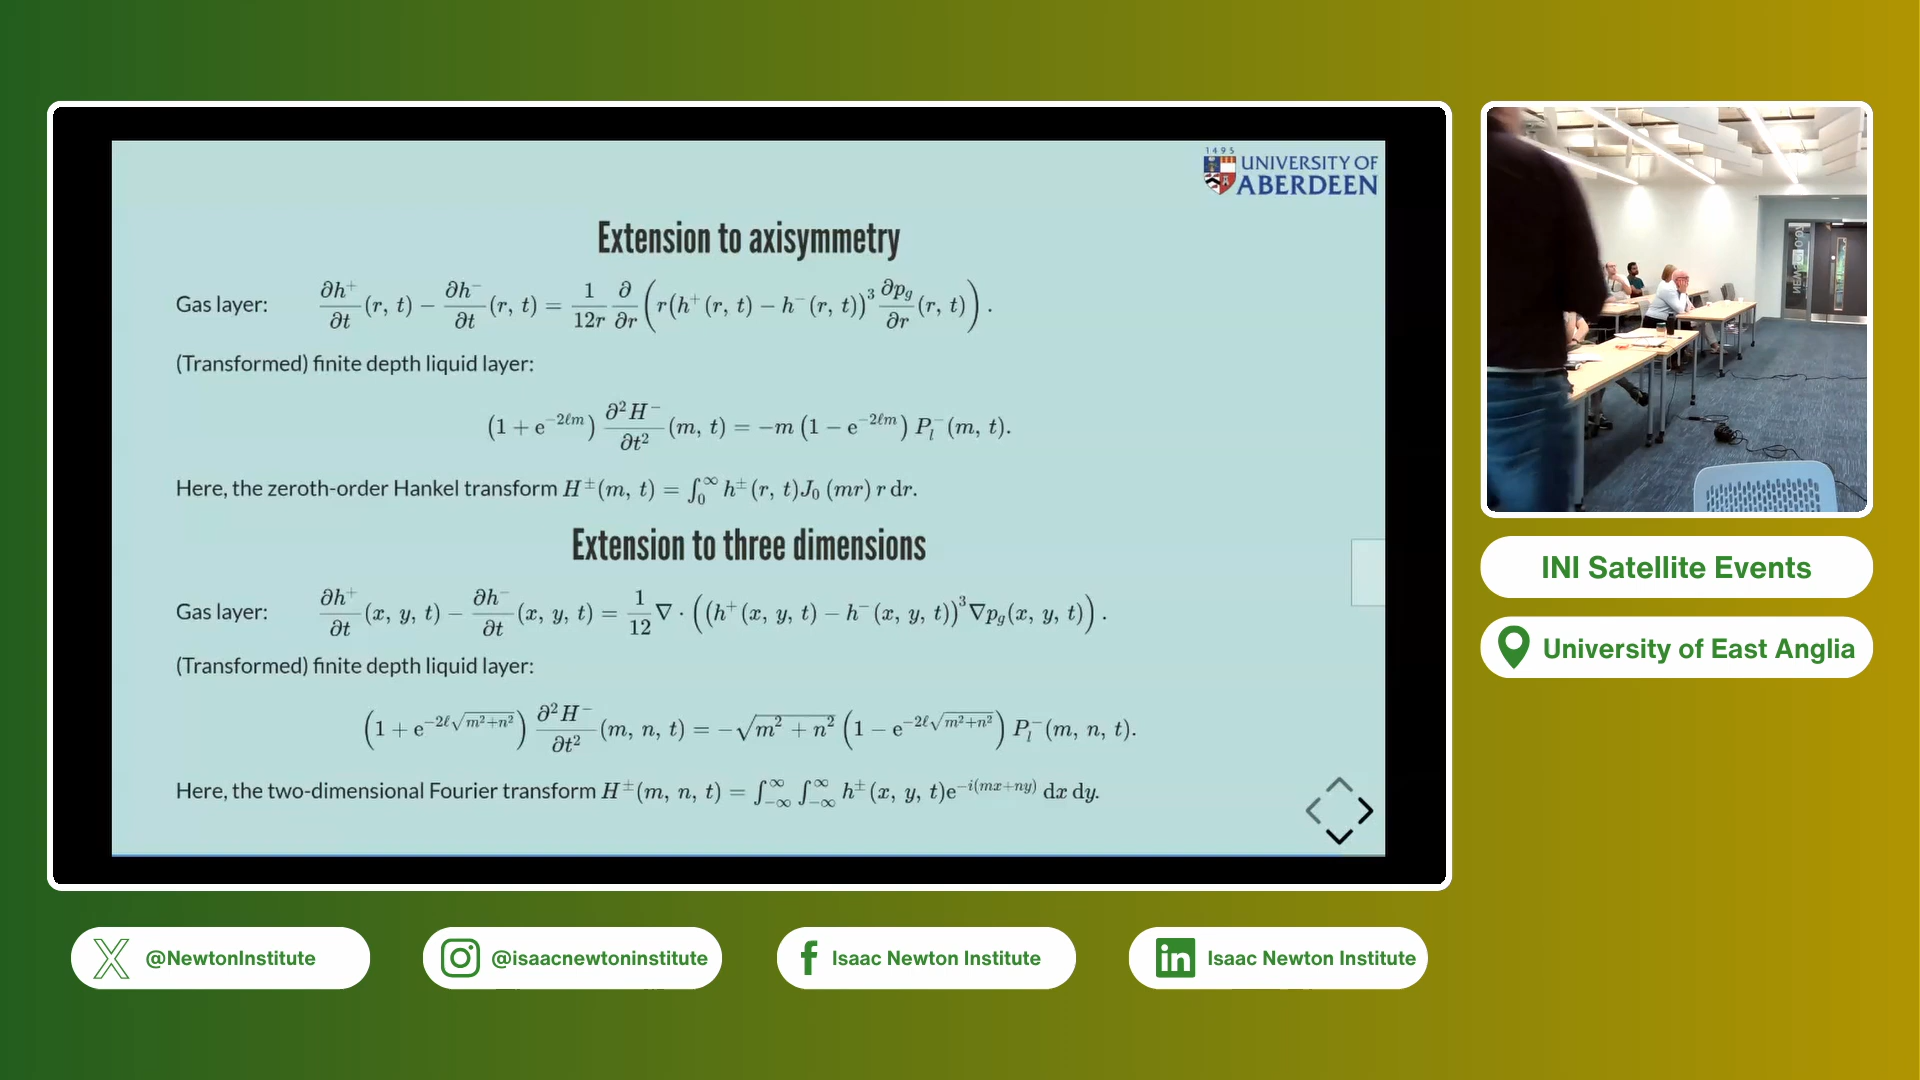 1495
UNIVERSITY OF
ABERDEEN
Extension to axisymmetry
Gas layer: ∂h⁺/∂t (r, t) − ∂h⁻/∂t (r, t) = 1/(12r) ∂/∂r ( r(h⁺(r, t) − h⁻(r, t))³ ∂p_g/∂r (r, t) ) .
(Transformed) finite depth liquid layer:
(1 + e^{−2ℓm}) ∂²H⁻/∂t² (m, t) = −m (1 − e^{−2ℓm}) P_l⁻(m, t).
Here, the zeroth-order Hankel transform H^±(m, t) = ∫₀^∞ h^±(r, t)J₀ (mr) r dr.
Extension to three dimensions
Gas layer: ∂h⁺/∂t (x, y, t) − ∂h⁻/∂t (x, y, t) = 1/12 ∇ · ( (h⁺(x, y, t) − h⁻(x, y, t))³ ∇p_g(x, y, t) ) .
(Transformed) finite depth liquid layer:
(1 + e^{−2ℓ√(m²+n²)}) ∂²H⁻/∂t² (m, n, t) = −√(m² + n²) (1 − e^{−2ℓ√(m²+n²)}) P_l⁻(m, n, t).
Here, the two-dimensional Fourier transform H^±(m, n, t) = ∫_{−∞}^∞ ∫_{−∞}^∞ h^±(x, y, t)e^{−i(mx+ny)} dx dy.
INI Satellite Events
University of East Anglia
@NewtonInstitute
@isaacnewtoninstitute
Isaac Newton Institute
in Isaac Newton Institute